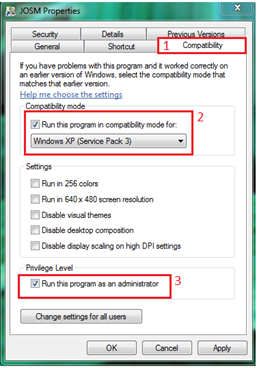 JOSM Properties
Security Details Previous Versions
General Shortcut 1 Compatibility
If you have problems with this program and it worked correctly on
an earlier version of Windows, select the compatibility mode that
matches that earlier version.
Help me choose the settings
Compatibility mode
2
Run this program in compatibility mode for:
Windows XP (Service Pack 3)
Settings
Run in 256 colors
Run in 640 x 480 screen resolution
Disable visual themes
Disable desktop composition
Disable display scaling on high DPI settings
Privilege Level
Run this program as an administrator 3
Change settings for all users
OK Cancel Apply